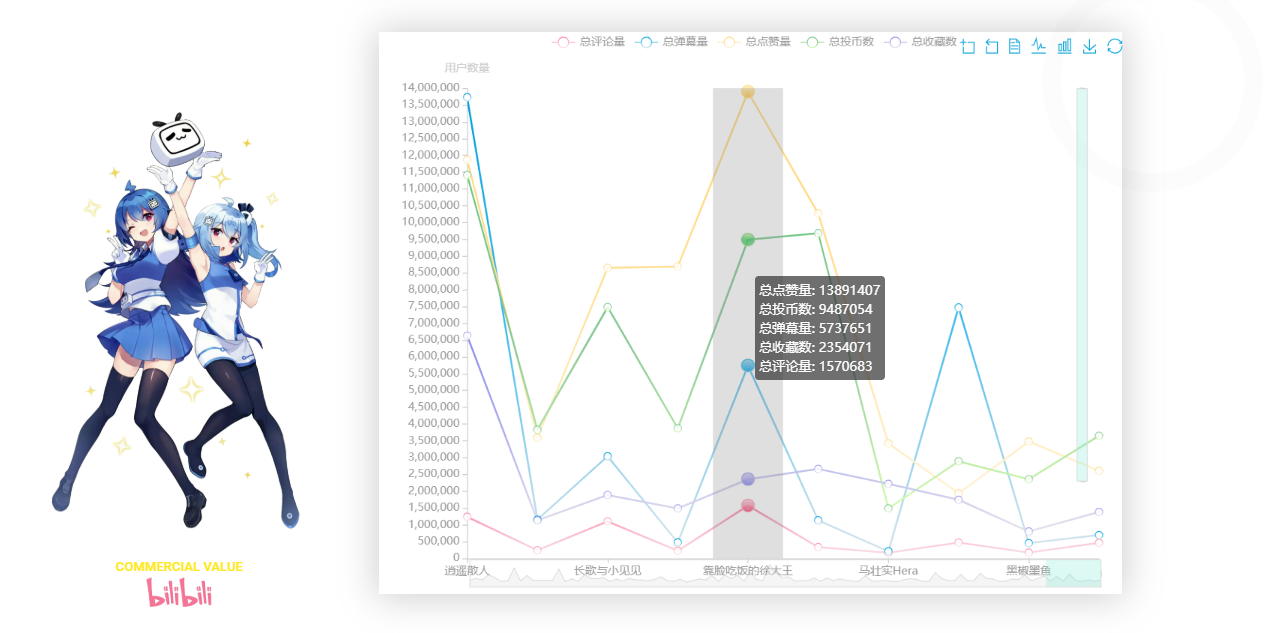 总评论量 总弹幕量 总点赞量 总投币数 总收藏数
用户数量
14,000,000
13,500,000
13,000,000
12,500,000
12,000,000
11,500,000
11,000,000
10,500,000
10,000,000
9,500,000
9,000,000
8,500,000
8,000,000
7,500,000
7,000,000
6,500,000
6,000,000
5,500,000
5,000,000
4,500,000
4,000,000
3,500,000
3,000,000
2,500,000
2,000,000
1,500,000
1,000,000
500,000
0
总点赞量: 13891407
总投币数: 9487054
总弹幕量: 5737651
总收藏数: 2354071
总评论量: 1570683
逍遥散人 长歌与小见见 靠脸吃饭的徐大王 马壮实Hera 黑椒墨鱼
COMMERCIAL VALUE
bilibili